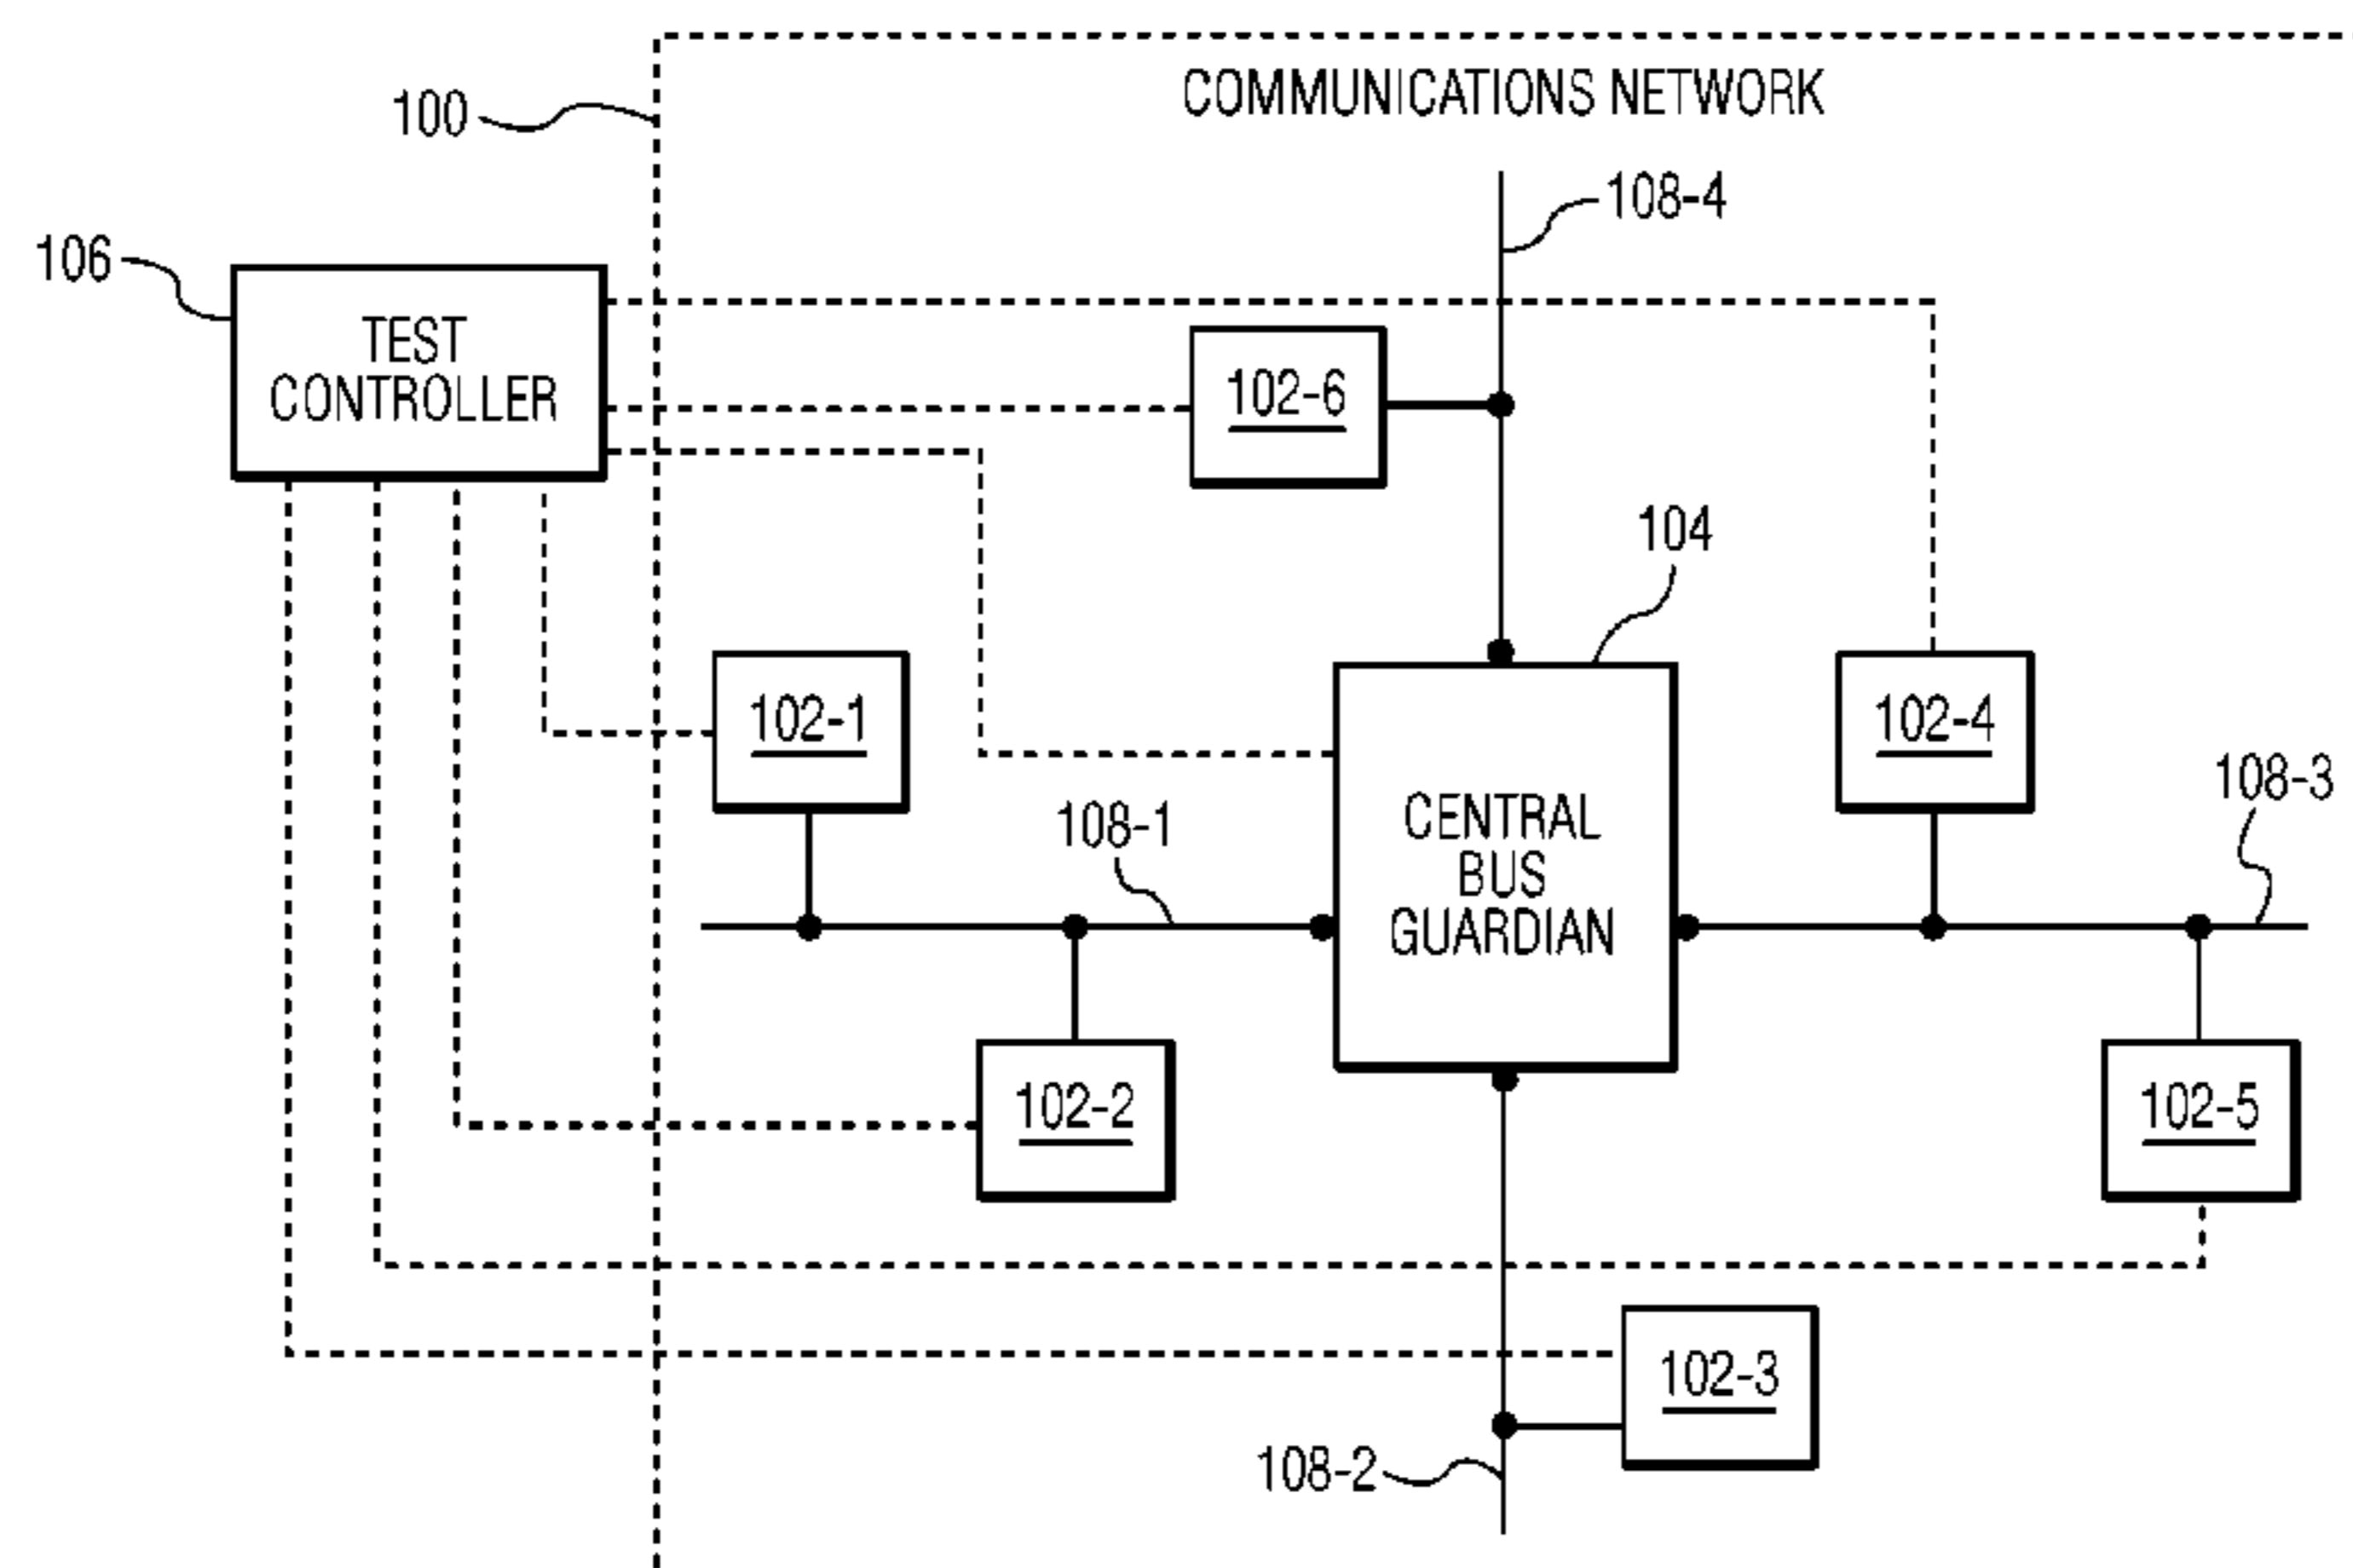 COMMUNICATIONS NETWORK
100
108-4
106
TEST
CONTROLLER
102-6
104
102-1
102-4
108-3
108-1
CENTRAL
BUS
GUARDIAN
102-2
102-5
102-3
108-2